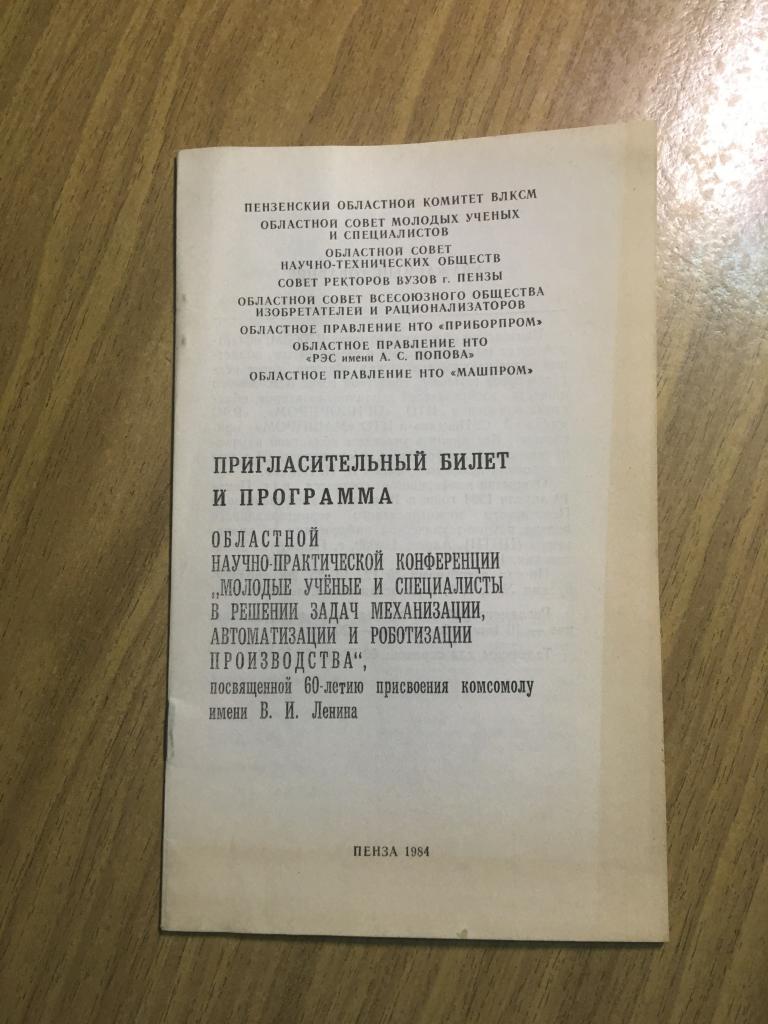 ПЕНЗЕНСКИЙ ОБЛАСТНОЙ КОМИТЕТ ВЛКСМ
ОБЛАСТНОЙ СОВЕТ МОЛОДЫХ УЧЕНЫХ
И СПЕЦИАЛИСТОВ
ОБЛАСТНОЙ СОВЕТ
НАУЧНО-ТЕХНИЧЕСКИХ ОБЩЕСТВ
СОВЕТ РЕКТОРОВ ВУЗОВ г. ПЕНЗЫ
ОБЛАСТНОЙ СОВЕТ ВСЕСОЮЗНОГО ОБЩЕСТВА
ИЗОБРЕТАТЕЛЕЙ И РАЦИОНАЛИЗАТОРОВ
ОБЛАСТНОЕ ПРАВЛЕНИЕ НТО «ПРИБОРПРОМ»
ОБЛАСТНОЕ ПРАВЛЕНИЕ НТО
«РЭС имени А. С. ПОПОВА»
ОБЛАСТНОЕ ПРАВЛЕНИЕ НТО «МАШПРОМ»
ПРИГЛАСИТЕЛЬНЫЙ БИЛЕТ
И ПРОГРАММА
ОБЛАСТНОЙ
НАУЧНО-ПРАКТИЧЕСКОЙ КОНФЕРЕНЦИИ
„МОЛОДЫЕ УЧЁНЫЕ И СПЕЦИАЛИСТЫ
В РЕШЕНИИ ЗАДАЧ МЕХАНИЗАЦИИ,
АВТОМАТИЗАЦИИ И РОБОТИЗАЦИИ
ПРОИЗВОДСТВА“,
посвященной 60-летию присвоения комсомолу
имени В. И. Ленина
ПЕНЗА 1984